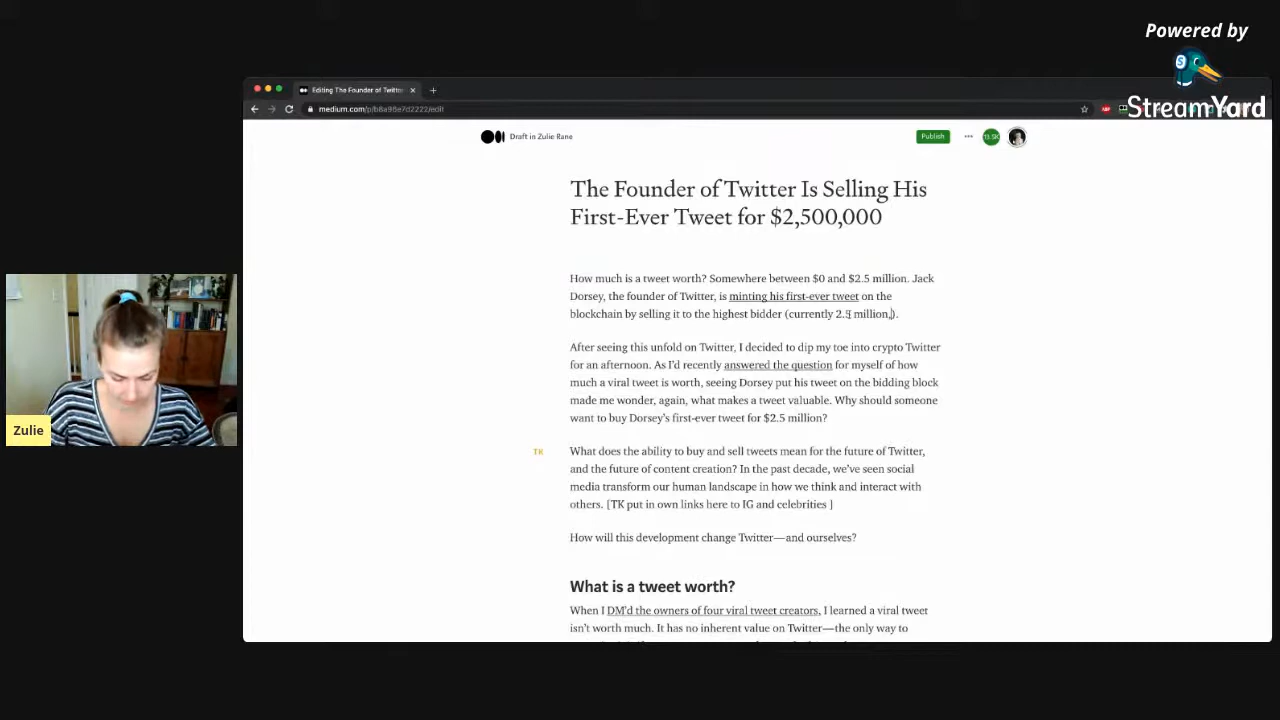 Powered by
StreamYard
Editing The Founder of Twitter
medium.com/p/b8a98e7d2222/edit
Draft in Zulie Rane
Publish
The Founder of Twitter Is Selling His
First-Ever Tweet for $2,500,000
How much is a tweet worth? Somewhere between $0 and $2.5 million. Jack
Dorsey, the founder of Twitter, is minting his first-ever tweet on the
blockchain by selling it to the highest bidder (currently 2.5 million,).
After seeing this unfold on Twitter, I decided to dip my toe into crypto Twitter
for an afternoon. As I'd recently answered the question for myself of how
much a viral tweet is worth, seeing Dorsey put his tweet on the bidding block
made me wonder, again, what makes a tweet valuable. Why should someone
want to buy Dorsey's first-ever tweet for $2.5 million?
TK
What does the ability to buy and sell tweets mean for the future of Twitter,
and the future of content creation? In the past decade, we've seen social
media transform our human landscape in how we think and interact with
others. [TK put in own links here to IG and celebrities ]
How will this development change Twitter—and ourselves?
What is a tweet worth?
When I DM'd the owners of four viral tweet creators, I learned a viral tweet
isn't worth much. It has no inherent value on Twitter—the only way to
Zulie